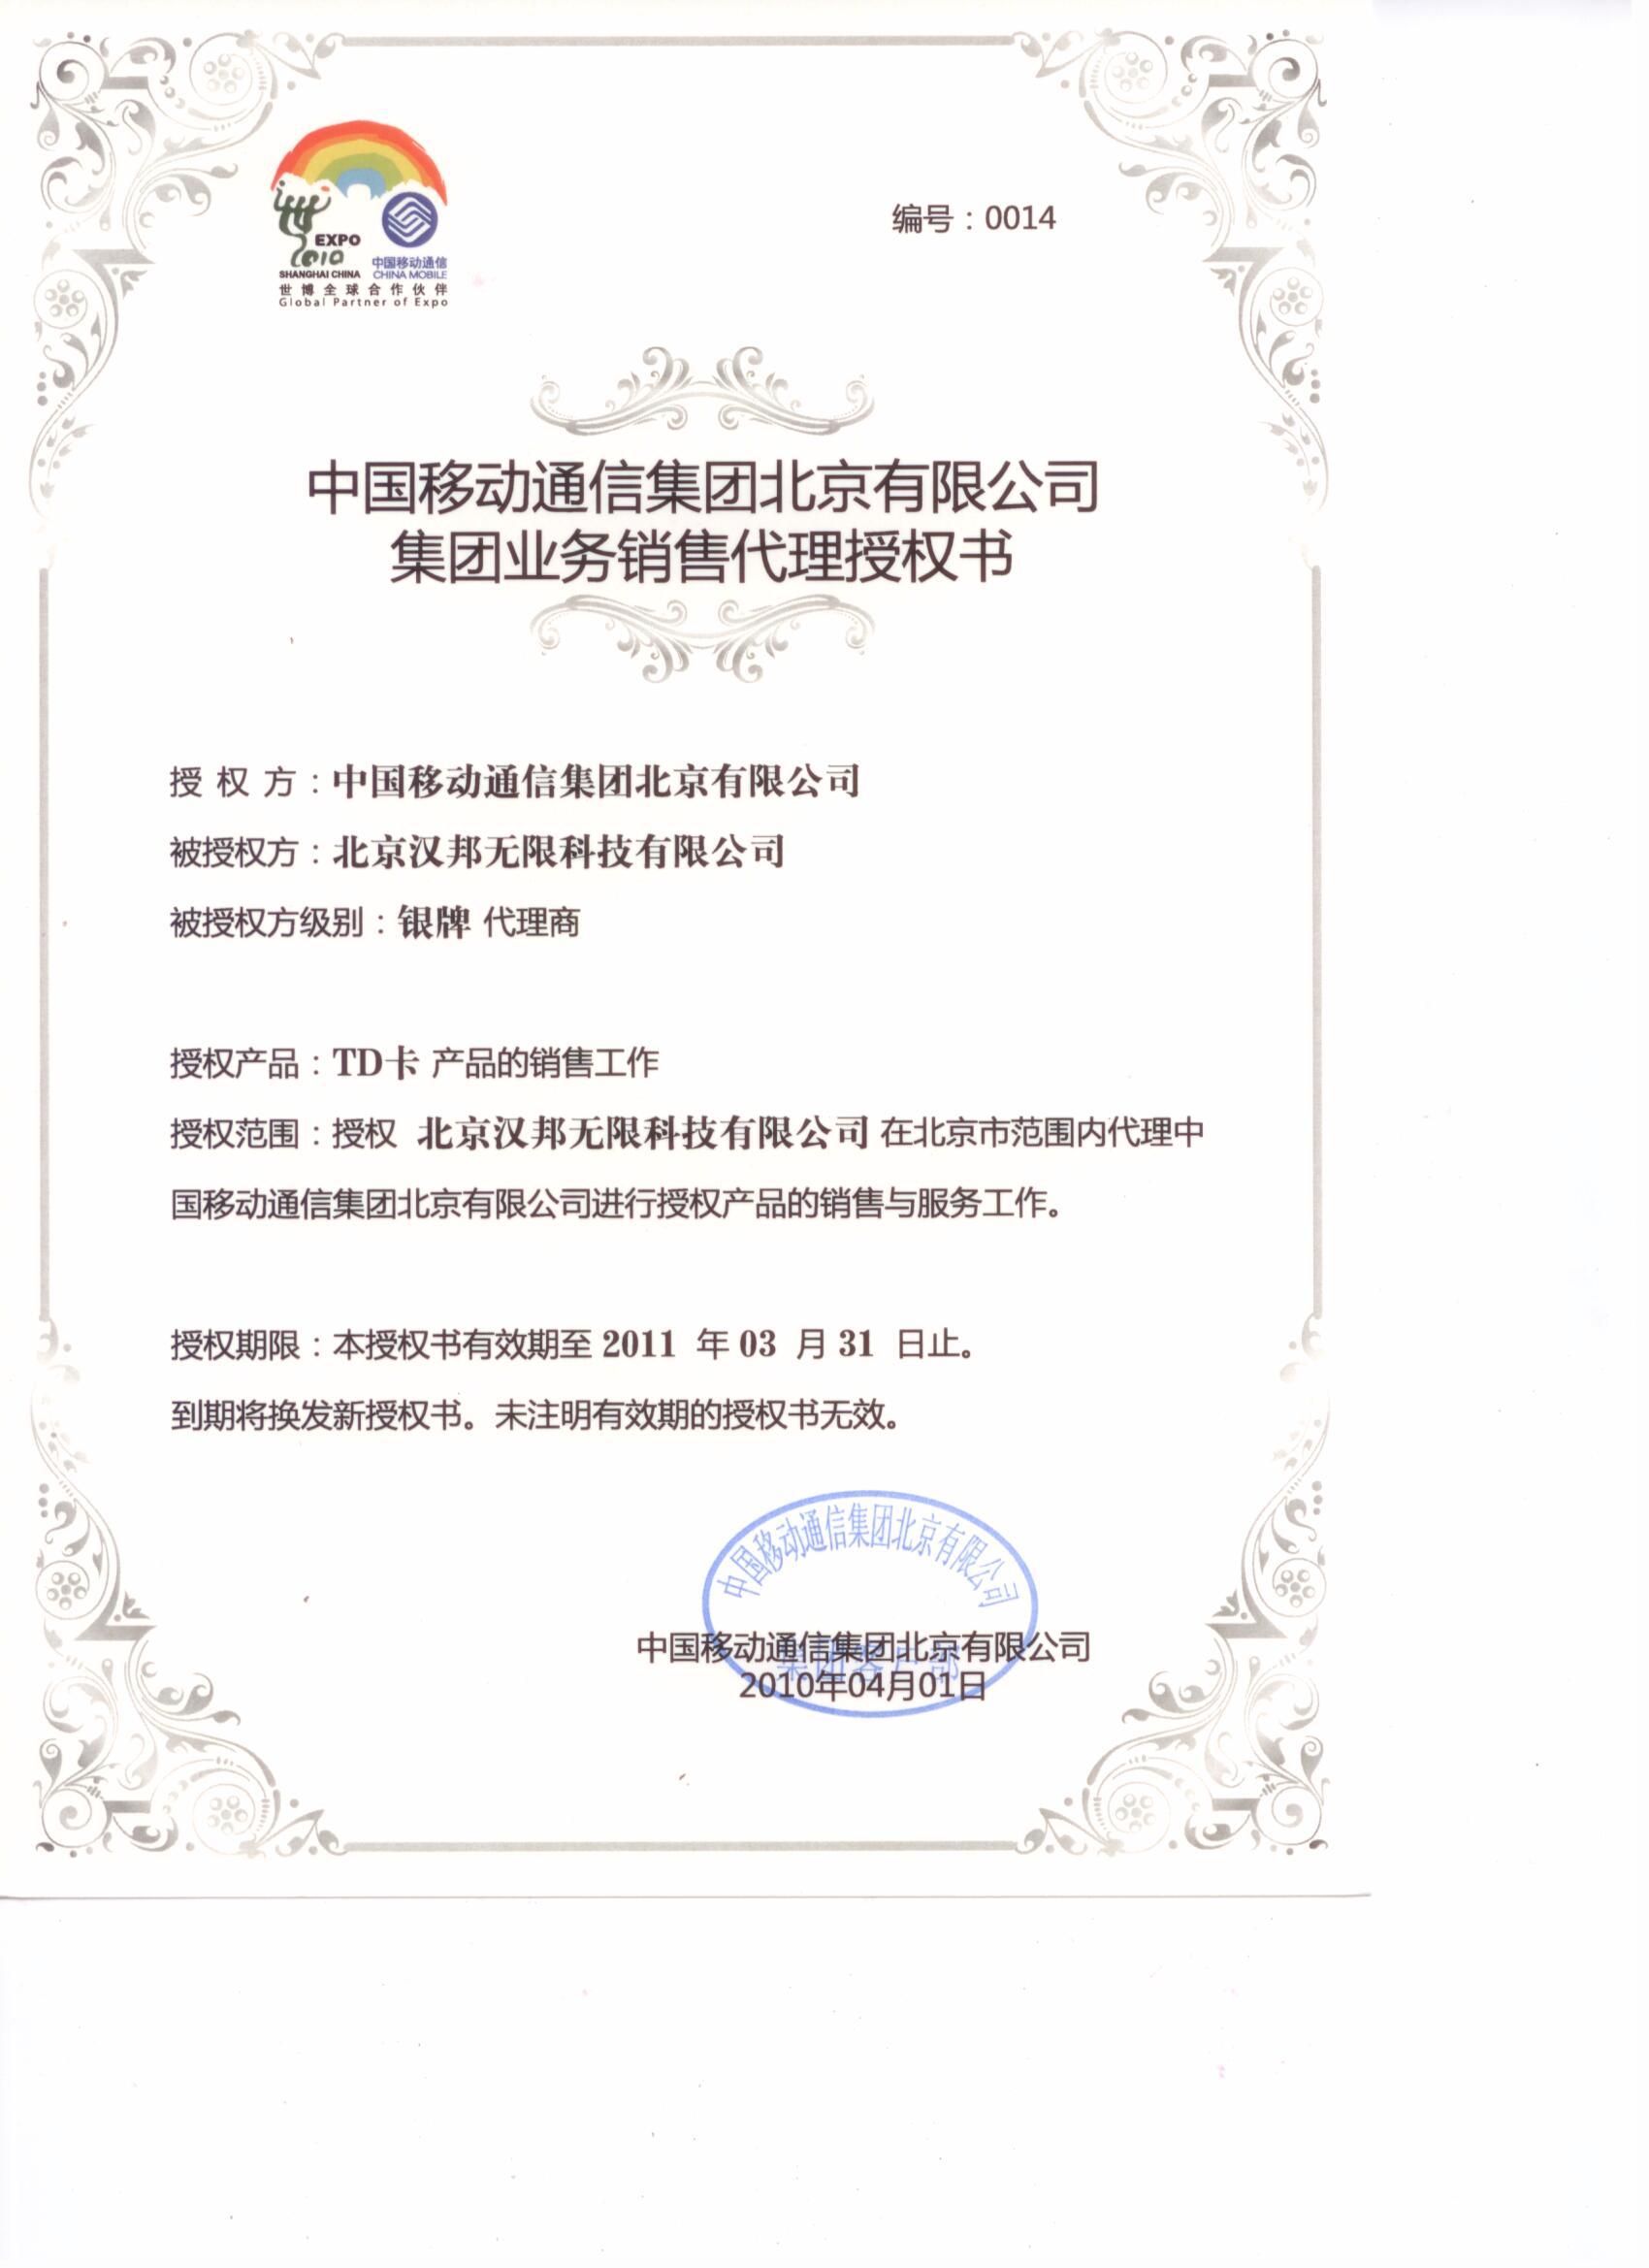 编号：0014
EXPO
2010
SHANGHAI CHINA
中国移动通信
CHINA MOBILE
世博全球合作伙伴
Global Partner of Expo
中国移动通信集团北京有限公司
集团业务销售代理授权书
授 权 方：中国移动通信集团北京有限公司
被授权方：北京汉邦无限科技有限公司
被授权方级别：银牌 代理商
授权产品：TD卡 产品的销售工作
授权范围：授权 北京汉邦无限科技有限公司 在北京市范围内代理中
国移动通信集团北京有限公司进行授权产品的销售与服务工作。
授权期限：本授权书有效期至 2011 年 03 月 31 日止。
到期将换发新授权书。未注明有效期的授权书无效。
中国移动通信集团北京有限公司
中国移动通信集团北京有限公司
集团客户部
2010年04月01日